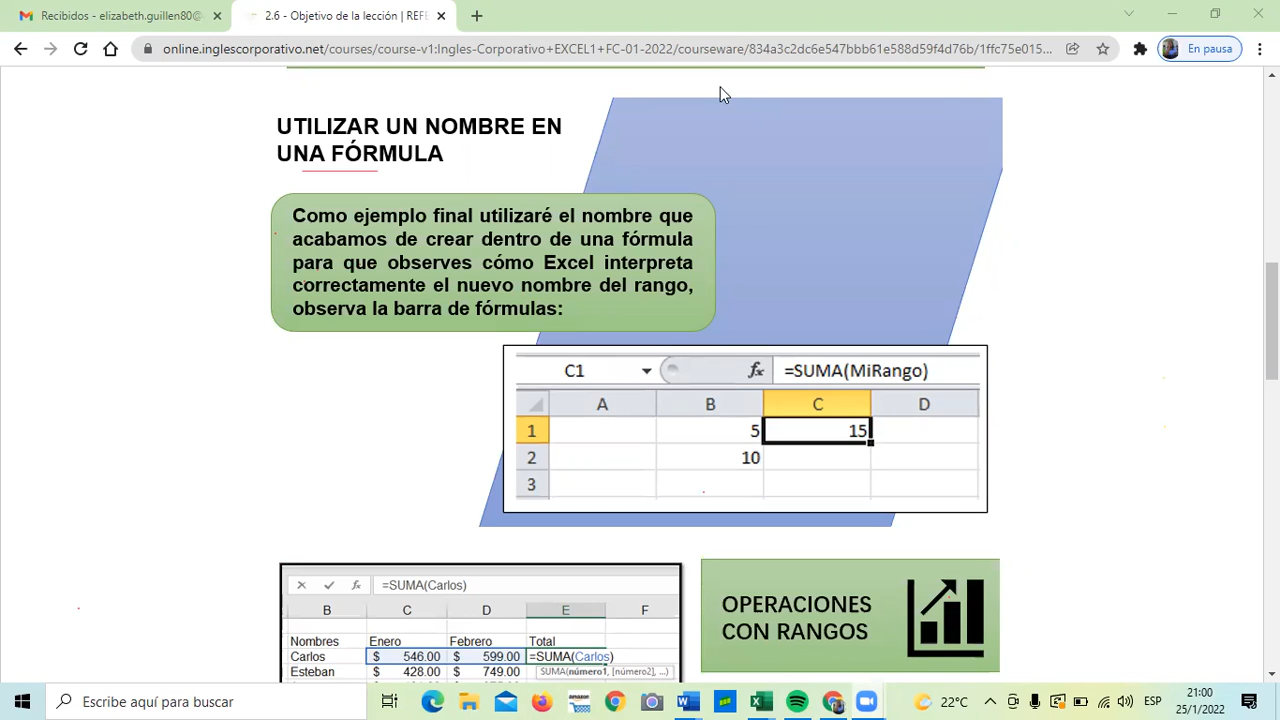 Recibidos - elizabeth.guillen80@
2.6 - Objetivo de la lección | REFE
online.inglescorporativo.net/courses/course-v1:Ingles-Corporativo+EXCEL1+FC-01-2022/courseware/834a3c2dc6e547bbb61e588d59f4d76b/1ffc75e015...
En pausa
UTILIZAR UN NOMBRE EN
UNA FÓRMULA
Como ejemplo final utilizaré el nombre que
acabamos de crear dentro de una fórmula
para que observes cómo Excel interpreta
correctamente el nuevo nombre del rango,
observa la barra de fórmulas:
C1 fx =SUMA(MiRango)
A B C D
1 5 15
2 10
3
fx =SUMA(Carlos)
B C D E F
Nombres Enero Febrero Total
Carlos $ 546.00 $ 599.00 =SUMA(Carlos)
Esteban $ 428.00 $ 749.00 SUMA(número1, [número2], ...)
OPERACIONES
CON RANGOS
Escribe aquí para buscar
amazon
22°C
ESP
21:00
25/1/2022